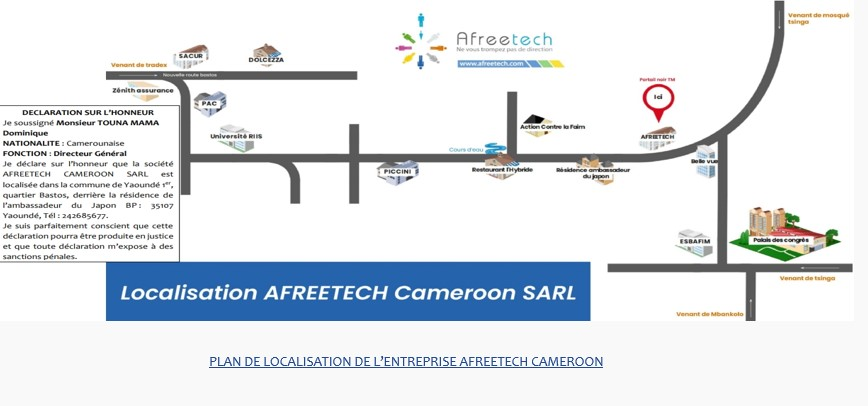 Venant de mosqué
tsinga
Afreetech
Ne vous trompez pas de direction
www.afreetech.com
SACUR
DOLCEZZA
Venant de trades
Nouvelle route bastos
Zénith assurance
PAC
Université RIIS
Parfait noir TM
Ici
Action Contre la Faim
AFREETECH
Cours d'eau
PICCINI
Restaurant l'Hybride
Résidence ambassadeur
du japon
Belle vue
DECLARATION SUR L'HONNEUR
Je soussigné Monsieur TOUNA MAMA
Dominique
NATIONALITE : Camerounaise
FONCTION : Directeur Général
Je déclare sur l'honneur que la société
AFREETECH CAMEROON SARL est
localisée dans la commune de Yaoundé 1er,
quartier Bastos, derrière la résidence de
l'ambassadeur du Japon BP : 35107
Yaoundé, Tél : 242685677.
Je suis parfaitement conscient que cette
déclaration pourra être produite en justice
et que toute déclaration m'expose à des
sanctions pénales.
ESBAFIM
Palais des congrés
Venant de tsinga
Venant de Mbankolo
Localisation AFREETECH Cameroon SARL
PLAN DE LOCALISATION DE L'ENTREPRISE AFREETECH CAMEROON